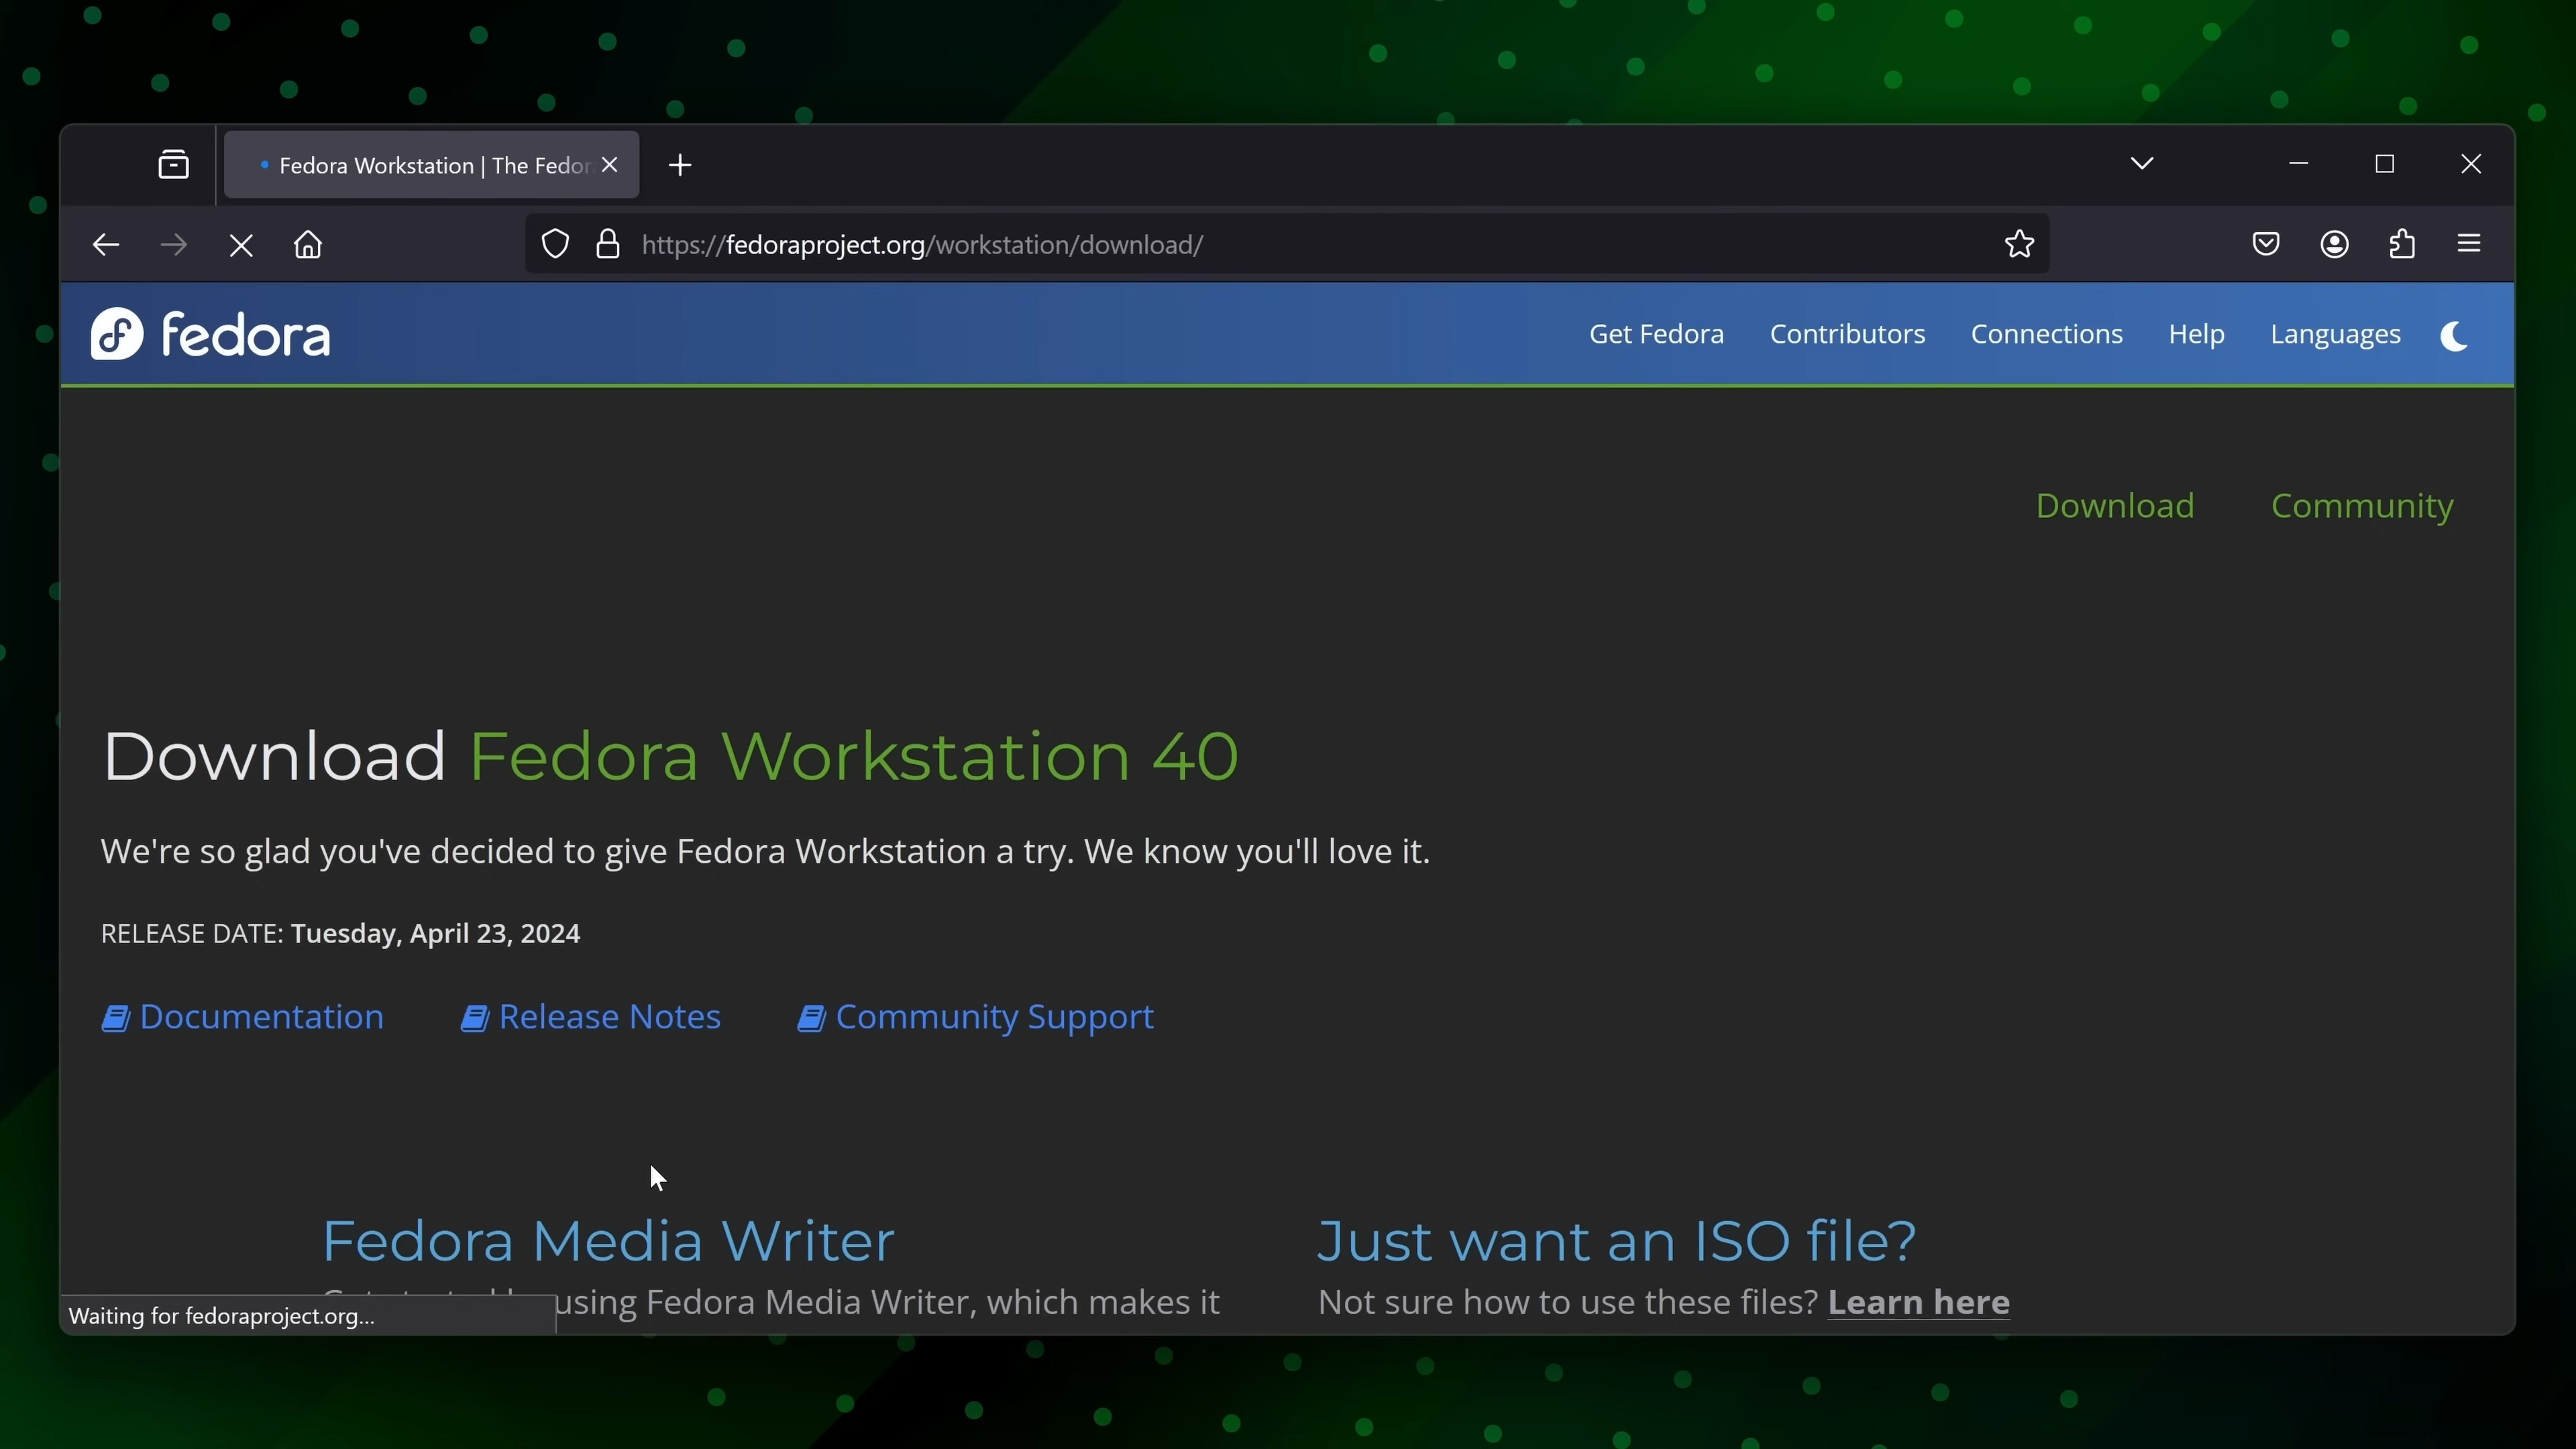 Fedora Workstation | The Fedor
https://fedoraproject.org/workstation/download/
fedora
Get Fedora Contributors Connections Help Languages
Download Community
Download Fedora Workstation 40
We're so glad you've decided to give Fedora Workstation a try. We know you'll love it.
RELEASE DATE: Tuesday, April 23, 2024
Documentation Release Notes Community Support
Fedora Media Writer
using Fedora Media Writer, which makes it
Just want an ISO file?
Not sure how to use these files? Learn here
Waiting for fedoraproject.org...